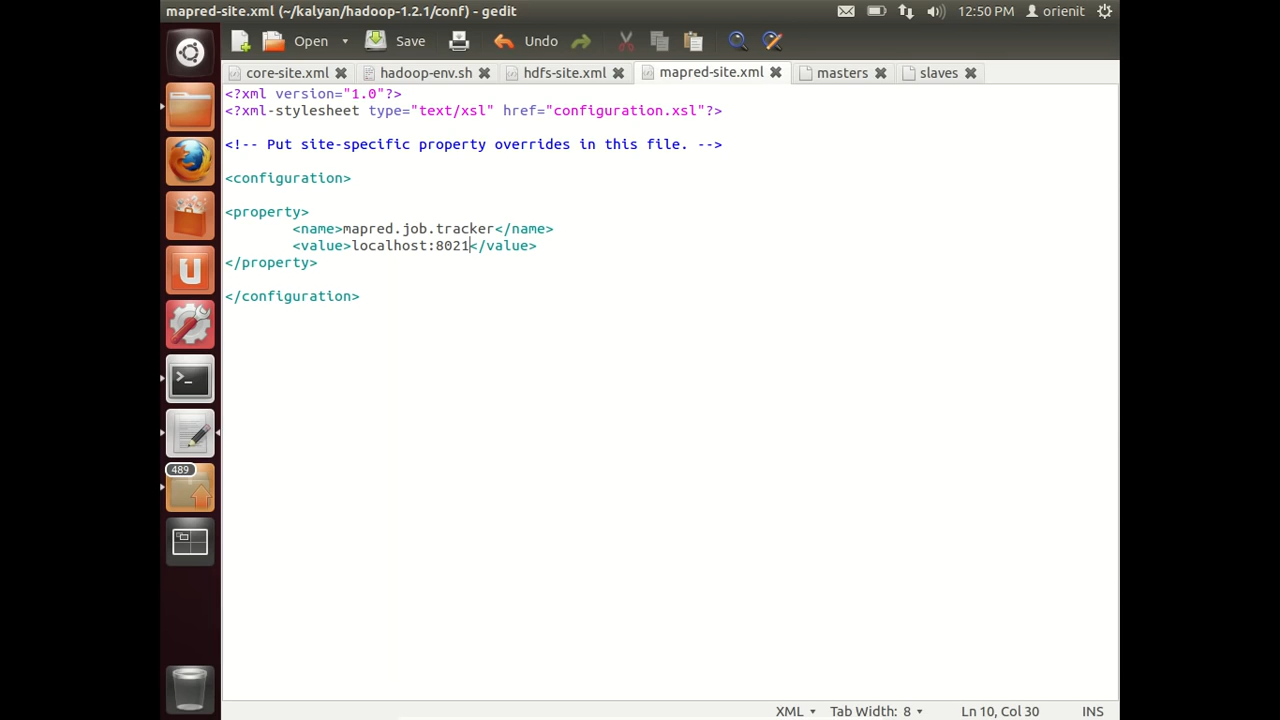 mapred-site.xml (~/kalyan/hadoop-1.2.1/conf) - gedit
12:50 PM
orienit
Open
Save
Undo
core-site.xml
hadoop-env.sh
hdfs-site.xml
mapred-site.xml
masters
slaves
<?xml version="1.0"?>
<?xml-stylesheet type="text/xsl" href="configuration.xsl"?>
<!-- Put site-specific property overrides in this file. -->
<configuration>
<property>
<name>mapred.job.tracker</name>
<value>localhost:8021</value>
</property>
</configuration>
489
XML
Tab Width: 8
Ln 10, Col 30
INS